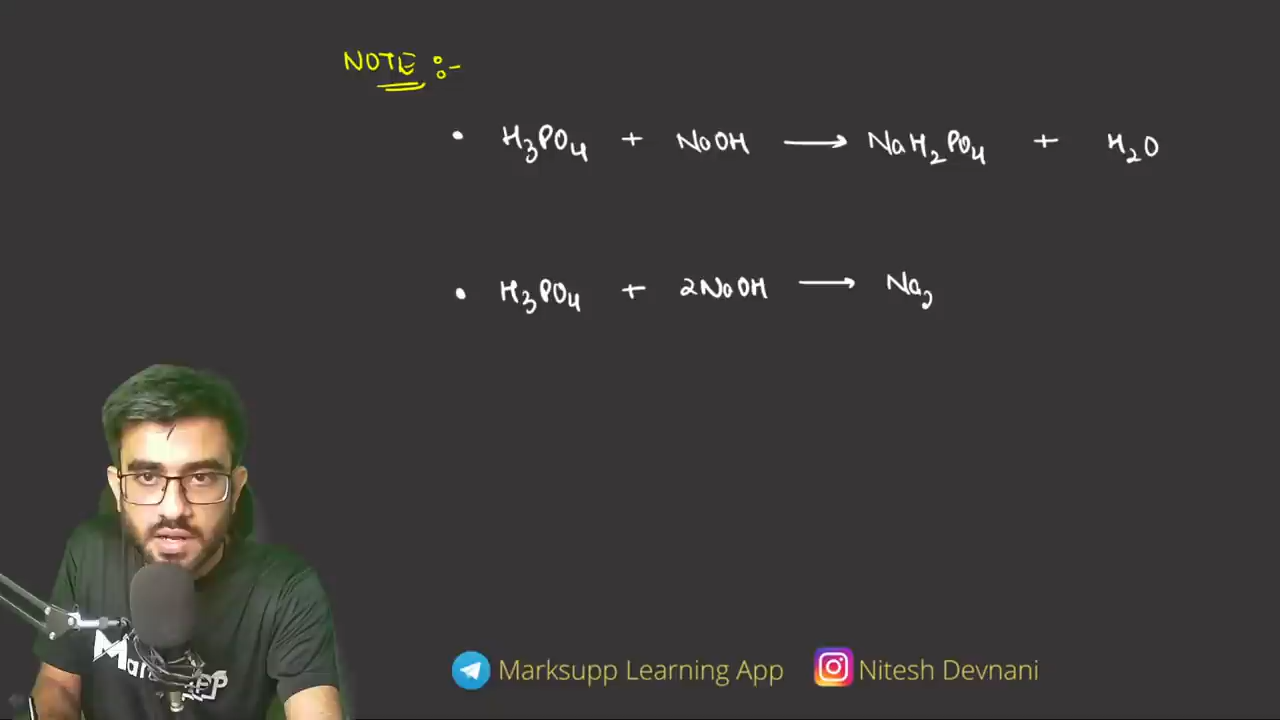 NOTE :-
• H₃PO₄ + NaOH ⟶ NaH₂PO₄ + H₂O
• H₃PO₄ + 2NaOH ⟶ Na₂
Marksupp Learning App Nitesh Devnani